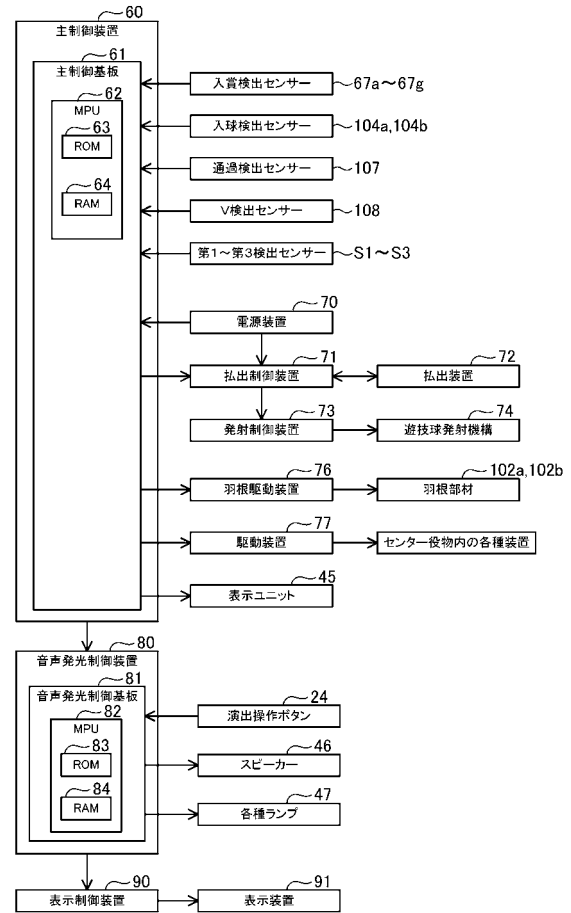 60
主制御装置
61
主制御基板
62
MPU
63
ROM
64
RAM
入賞検出センサー
67a～67g
入球検出センサー
104a,104b
通過検出センサー
107
V検出センサー
108
第1～第3検出センサー
S1～S3
70
電源装置
71
払出制御装置
72
払出装置
73
発射制御装置
74
遊技球発射機構
76
羽根駆動装置
102a,102b
羽根部材
77
駆動装置
センター役物内の各種装置
45
表示ユニット
80
音声発光制御装置
81
音声発光制御基板
82
MPU
83
ROM
84
RAM
24
演出操作ボタン
46
スピーカー
47
各種ランプ
90
表示制御装置
91
表示装置